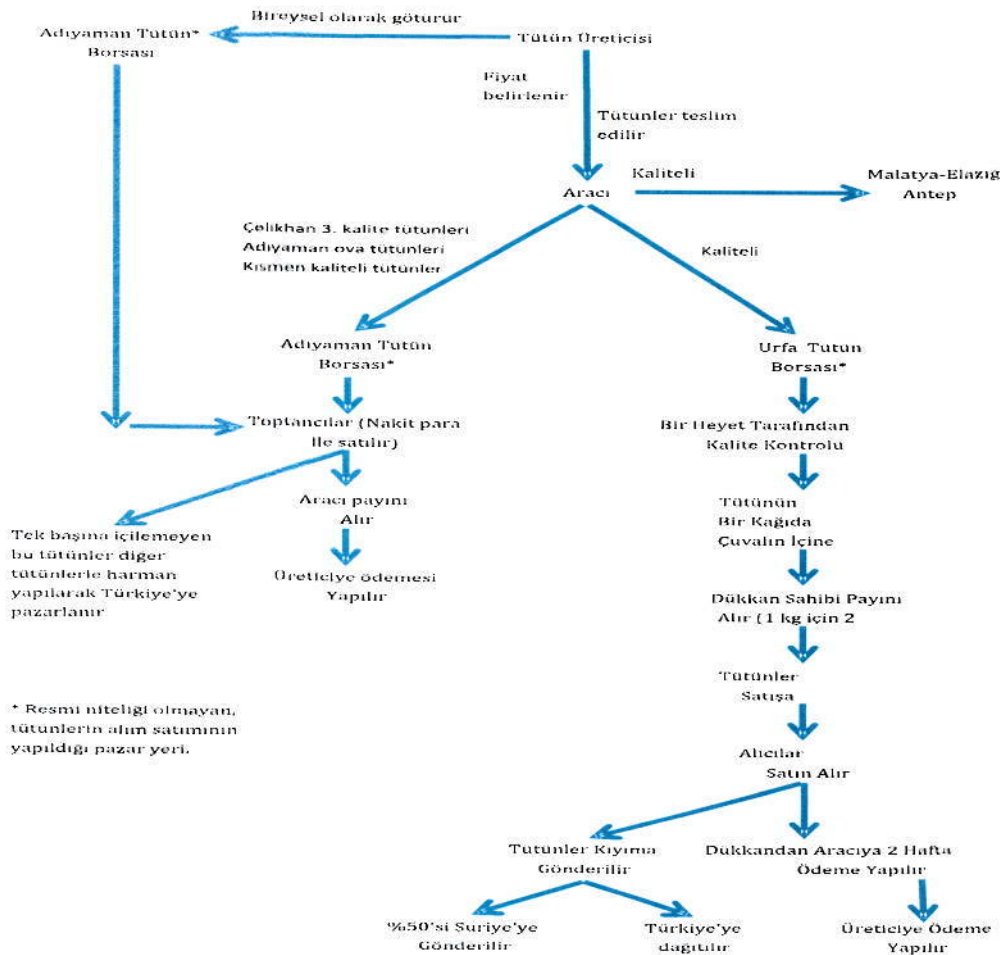 Bireysel olarak götürür
Adıyaman Tütün*
Borsası
Tütün Üreticisi
Fiyat
belirlenir
Tütünler teslim
edilir
Aracı
Kaliteli
Malatya-Elazığ
Antep
Çelikhan 3. kalite tütünleri
Adıyaman ova tütünleri
Kısmen kaliteli tütünler
Kaliteli
Adıyaman Tütün
Borsası*
Urfa Tütün
Borsası*
Toptancılar (Nakit para
İle satılır)
Bir Heyet Tarafından
Kalite Kontrolü
Aracı payını
Alır
Tütünün
Bir Kağıda
Çuvalın İçine
Tek başına içilemeyen
bu tütünler diğer
tütünlerle harman
yapılarak Türkiye'ye
pazarlanır
Üreticiye ödemesi
Yapılır
Dükkan Sahibi Payını
Alır (1 kg için 2
Tütünler
Satışa
* Resmi niteliği olmayan,
tütünlerin alım satımının
yapıldığı pazar yeri.
Alıcılar
Satın Alır
Tütünler Kıyıma
Gönderilir
Dükkandan Aracıya 2 Hafta
Ödeme Yapılır
%50'si Suriye'ye
Gönderilir
Türkiye'ye
dağıtılır
Üreticiye Ödeme
Yapılır